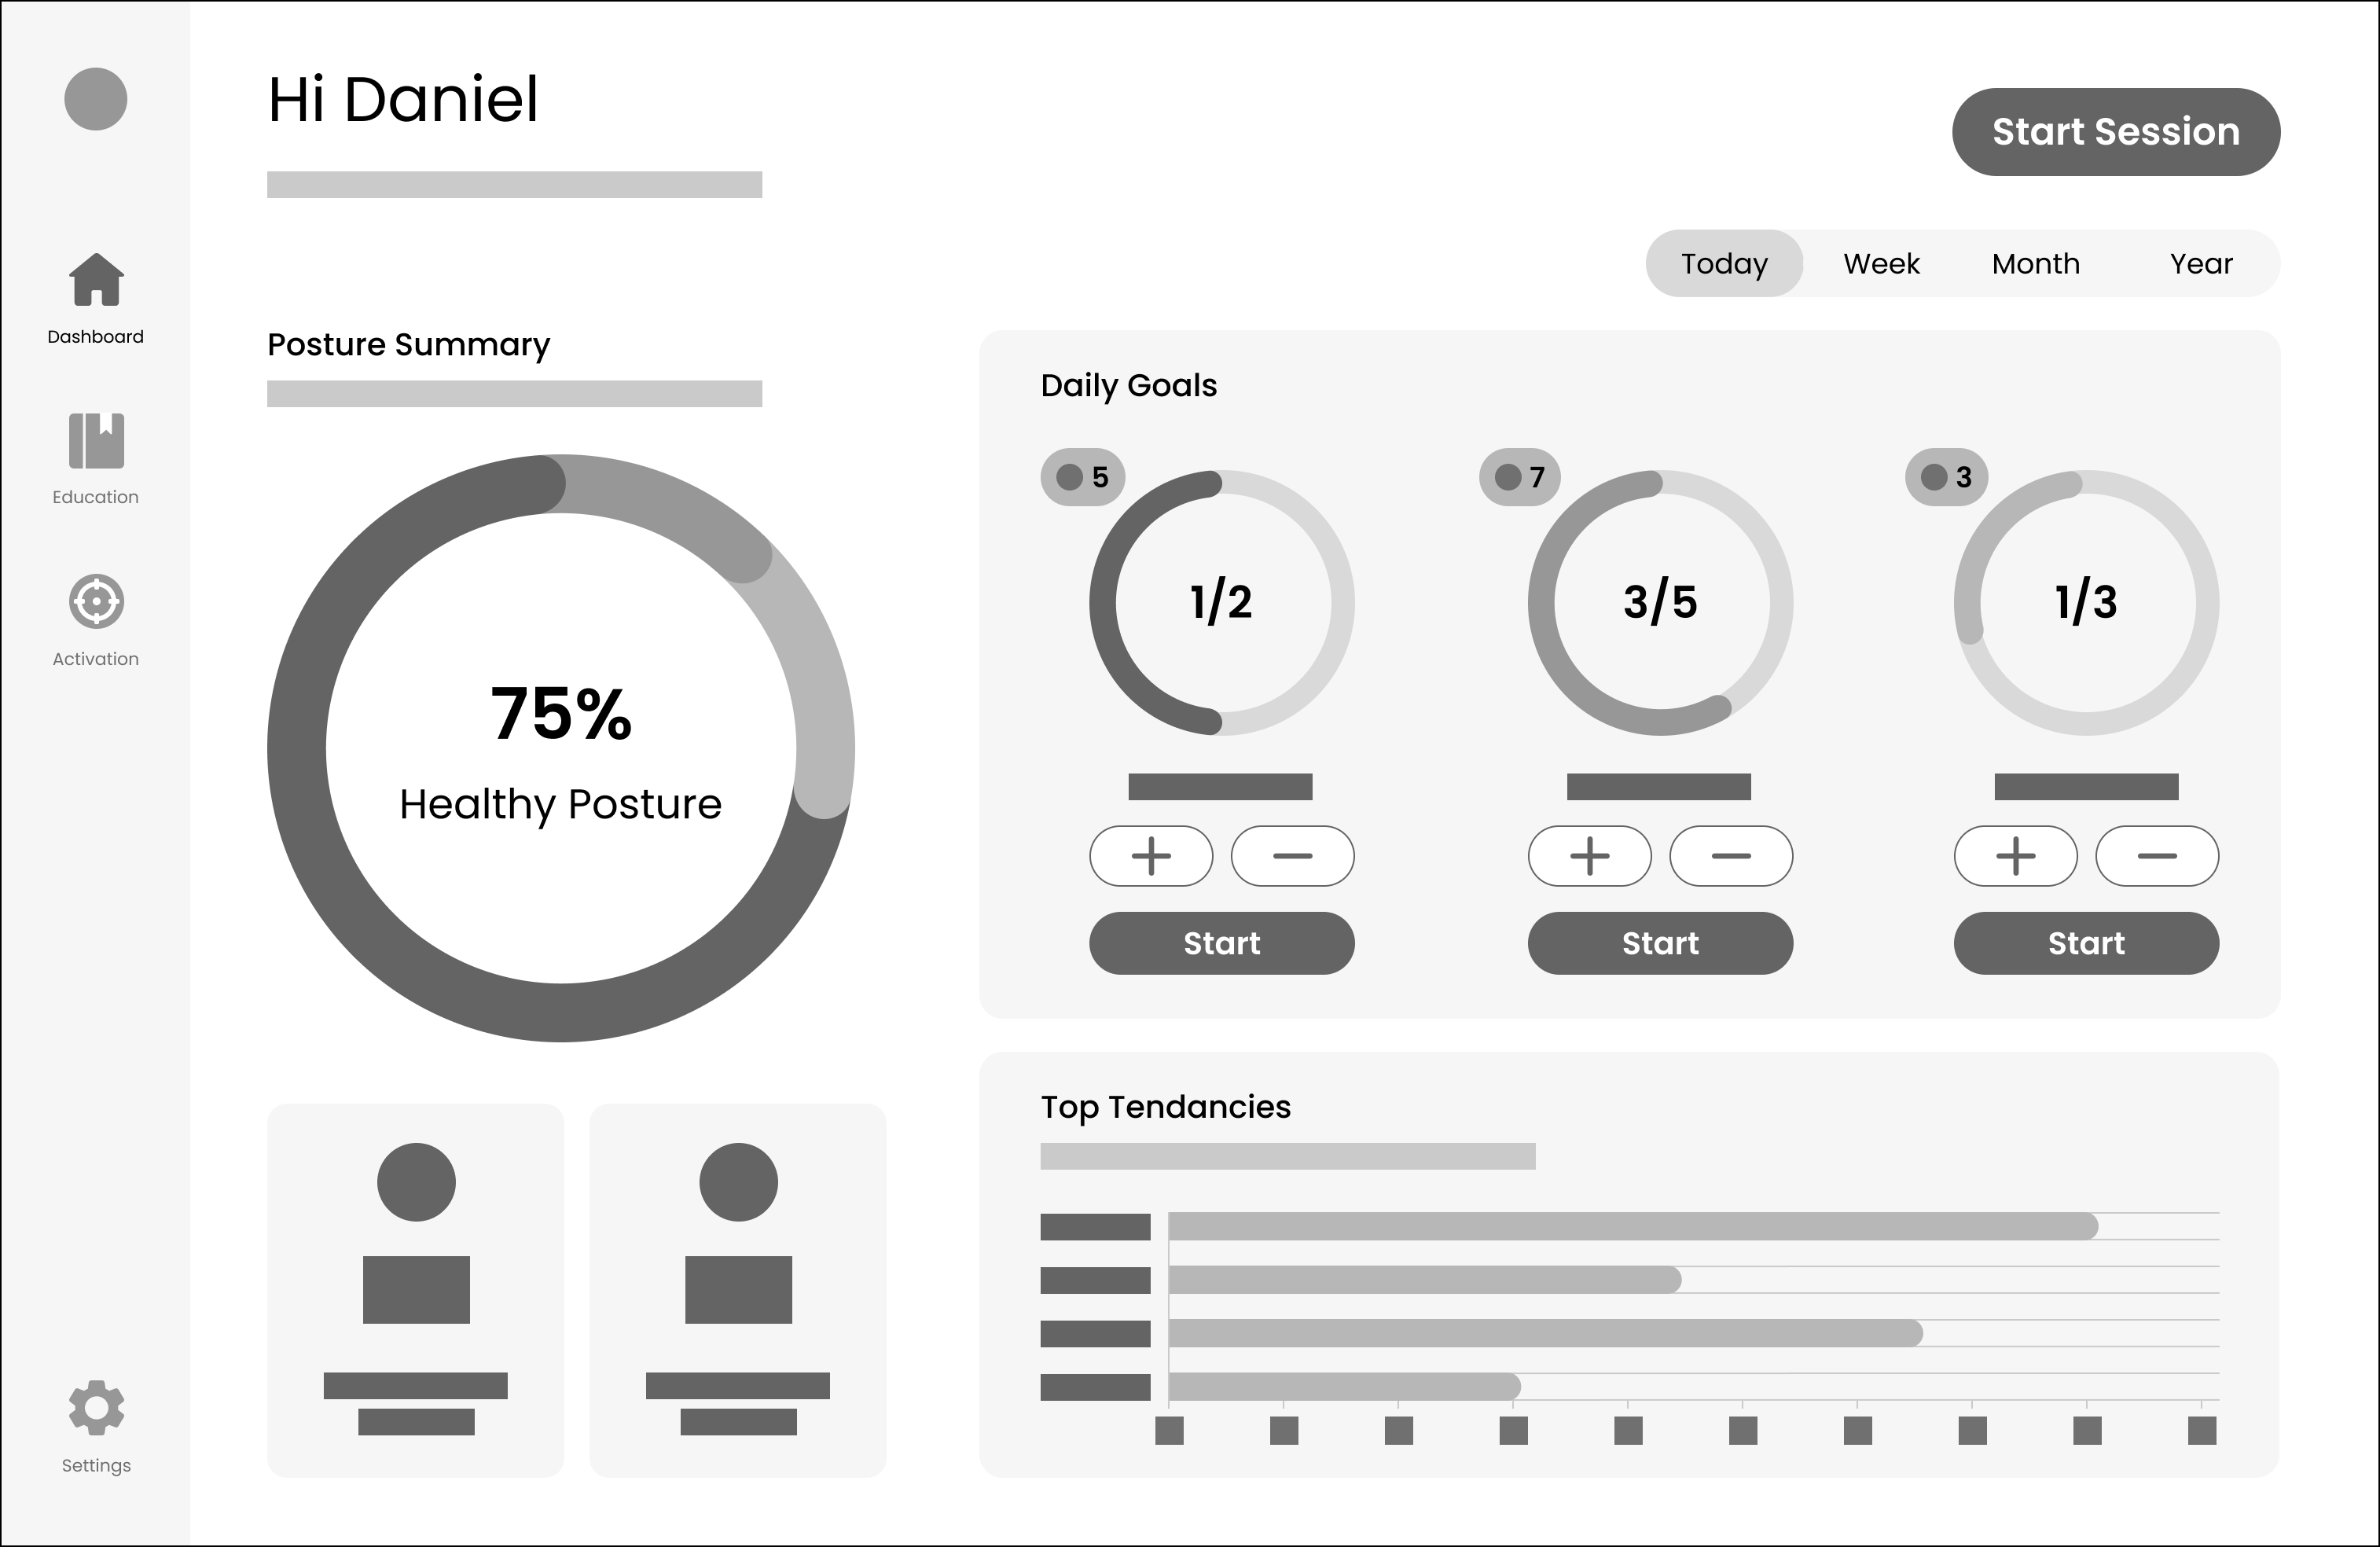 Hi Daniel
Start Session
Today Week Month Year
Dashboard
Education
Activation
Settings
Posture Summary
75%
Healthy Posture
Daily Goals
5 7 3
1/2 3/5 1/3
Start Start Start
Top Tendancies